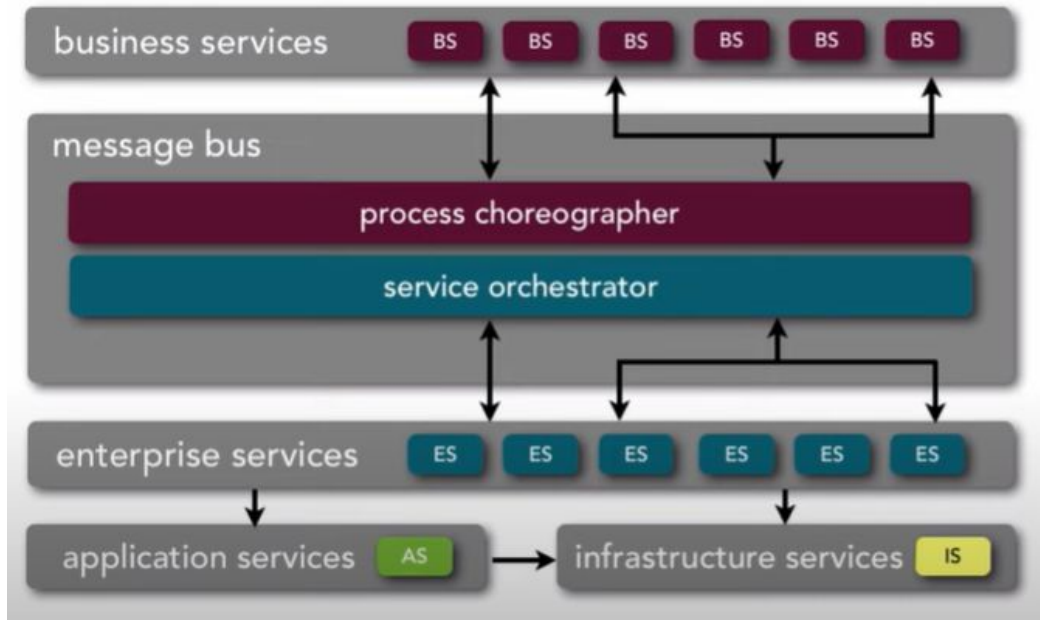 business services BS BS BS BS BS BS
message bus
process choreographer
service orchestrator
enterprise services ES ES ES ES ES ES
application services AS infrastructure services IS